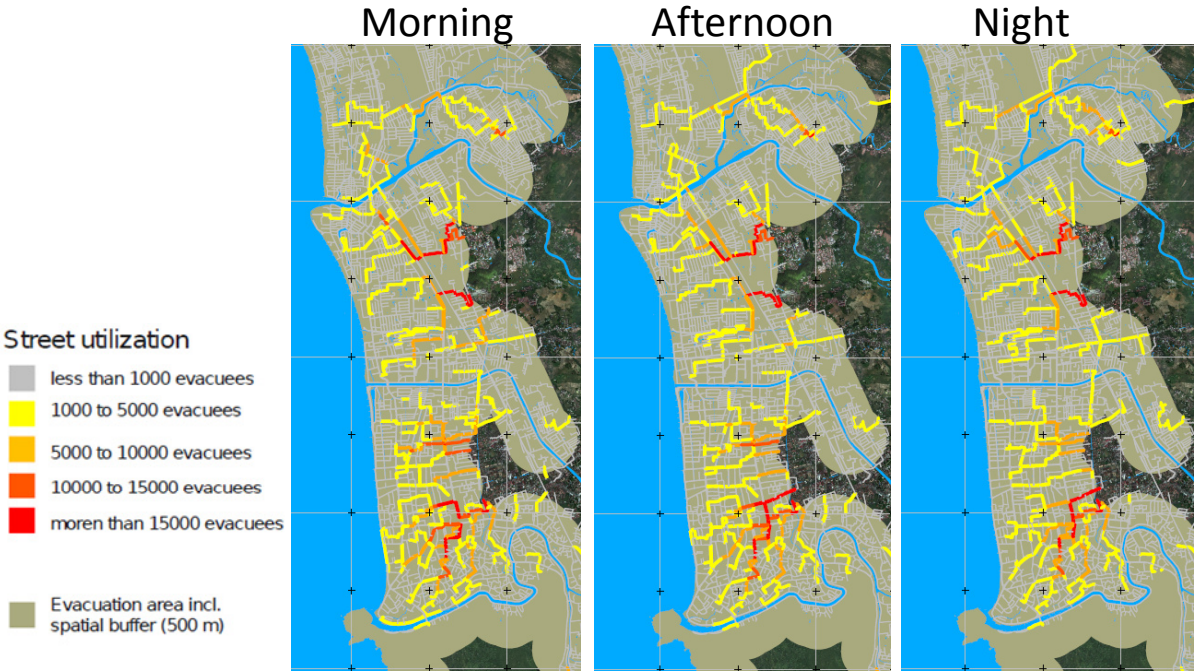 Morning
Afternoon
Night
Street utilization
less than 1000 evacuees
1000 to 5000 evacuees
5000 to 10000 evacuees
10000 to 15000 evacuees
moren than 15000 evacuees
Evacuation area incl.
spatial buffer (500 m)